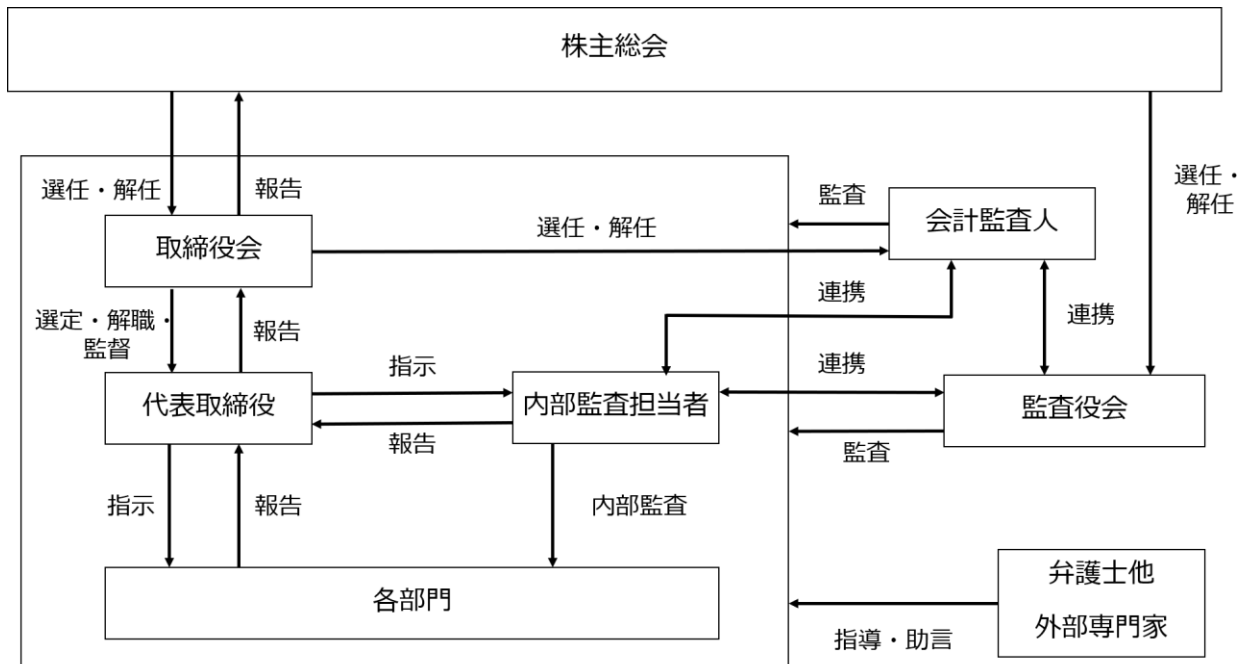 株主総会
選任・解任
報告
選任・
解任
監査
会計監査人
取締役会
選任・解任
連携
連携
選定・解職・
監督
報告
指示
連携
代表取締役
内部監査担当者
監査役会
報告
監査
指示
報告
内部監査
各部門
弁護士他
外部専門家
指導・助言